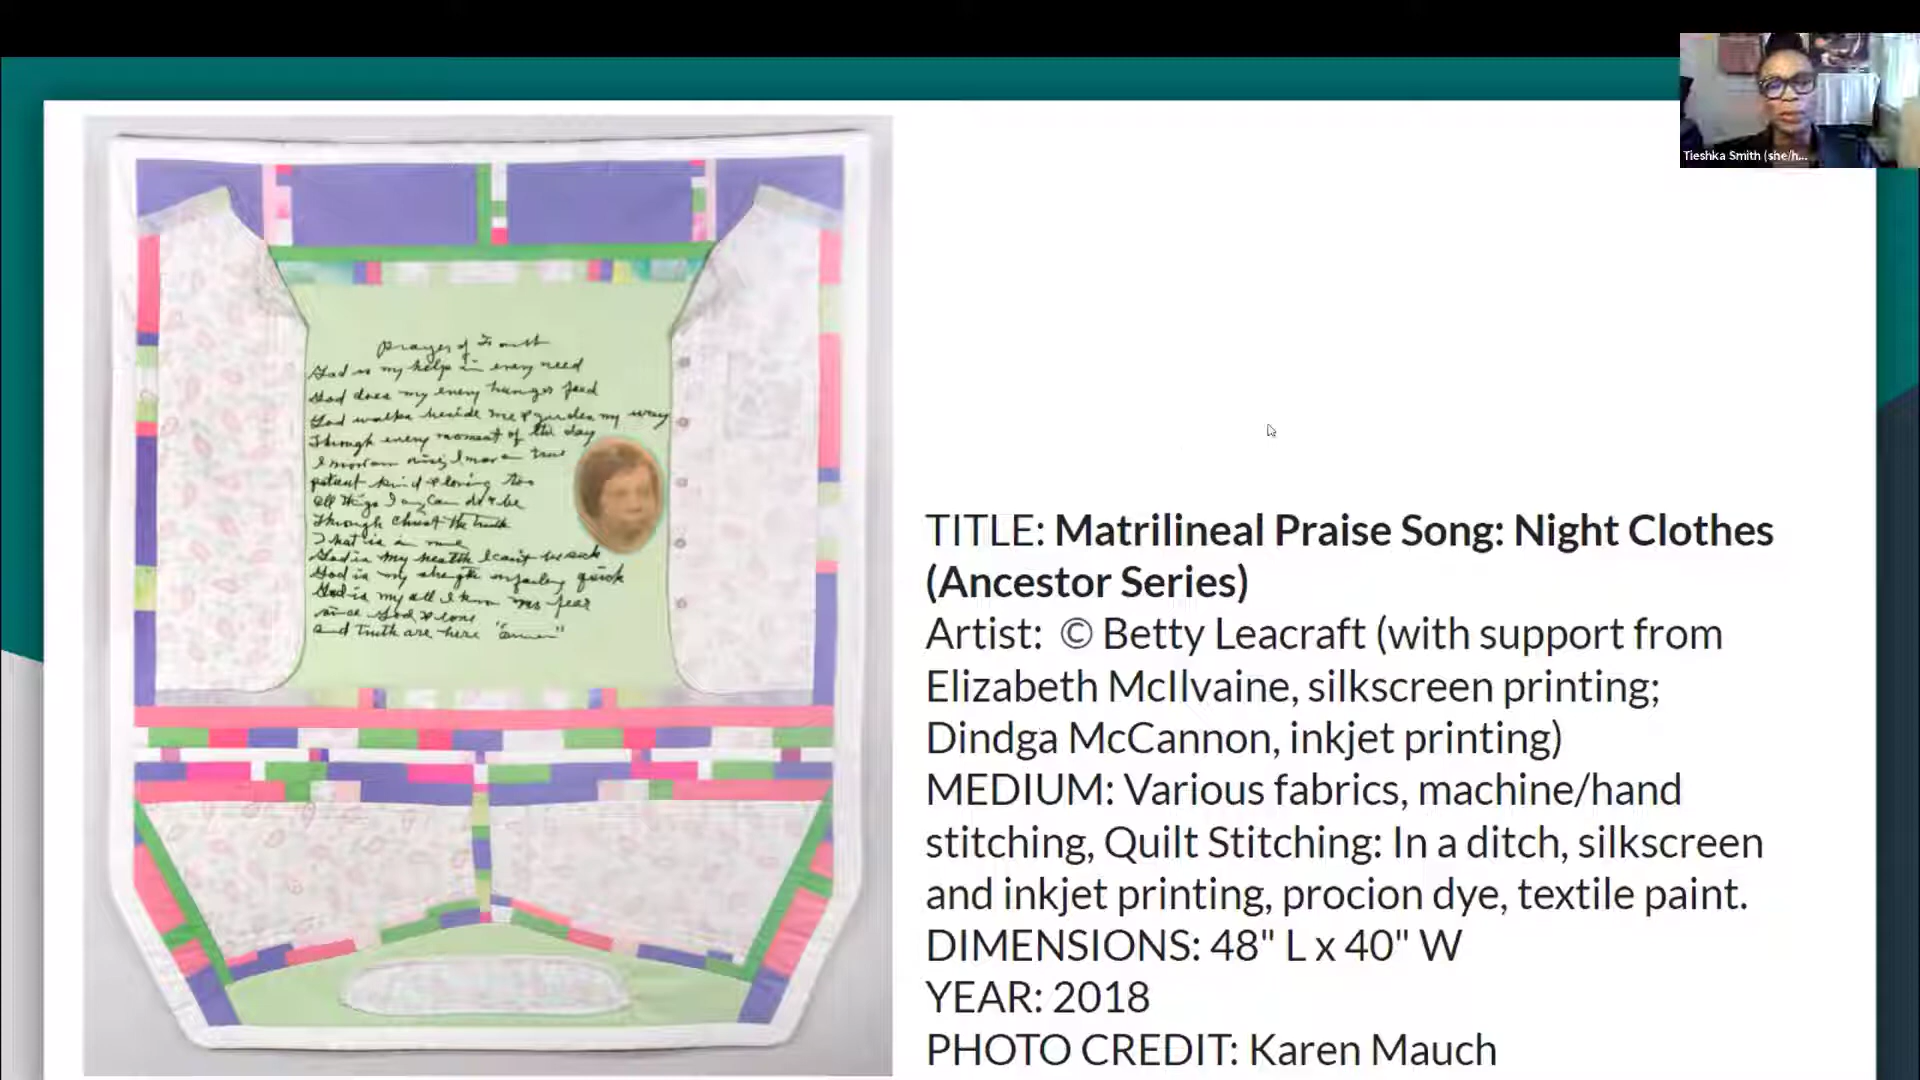 Tieshka Smith (she/h...
Prayer of Faith
God is my help in every need
God does my every hunger feed
God walks beside me & guides my way
Through every moment of the day
I now am wise, I now am true
patient kind & loving too
All things I am, can do & be
Through Christ the truth
That is in me
God is my health I can't be sick
God is my strength unfailing quick
God is my all I know no fear
since God & love
and Truth are here "Amen"
TITLE: Matrilineal Praise Song: Night Clothes
(Ancestor Series)
Artist: © Betty Leacraft (with support from
Elizabeth McIlvaine, silkscreen printing;
Dindga McCannon, inkjet printing)
MEDIUM: Various fabrics, machine/hand
stitching, Quilt Stitching: In a ditch, silkscreen
and inkjet printing, procion dye, textile paint.
DIMENSIONS: 48" L x 40" W
YEAR: 2018
PHOTO CREDIT: Karen Mauch